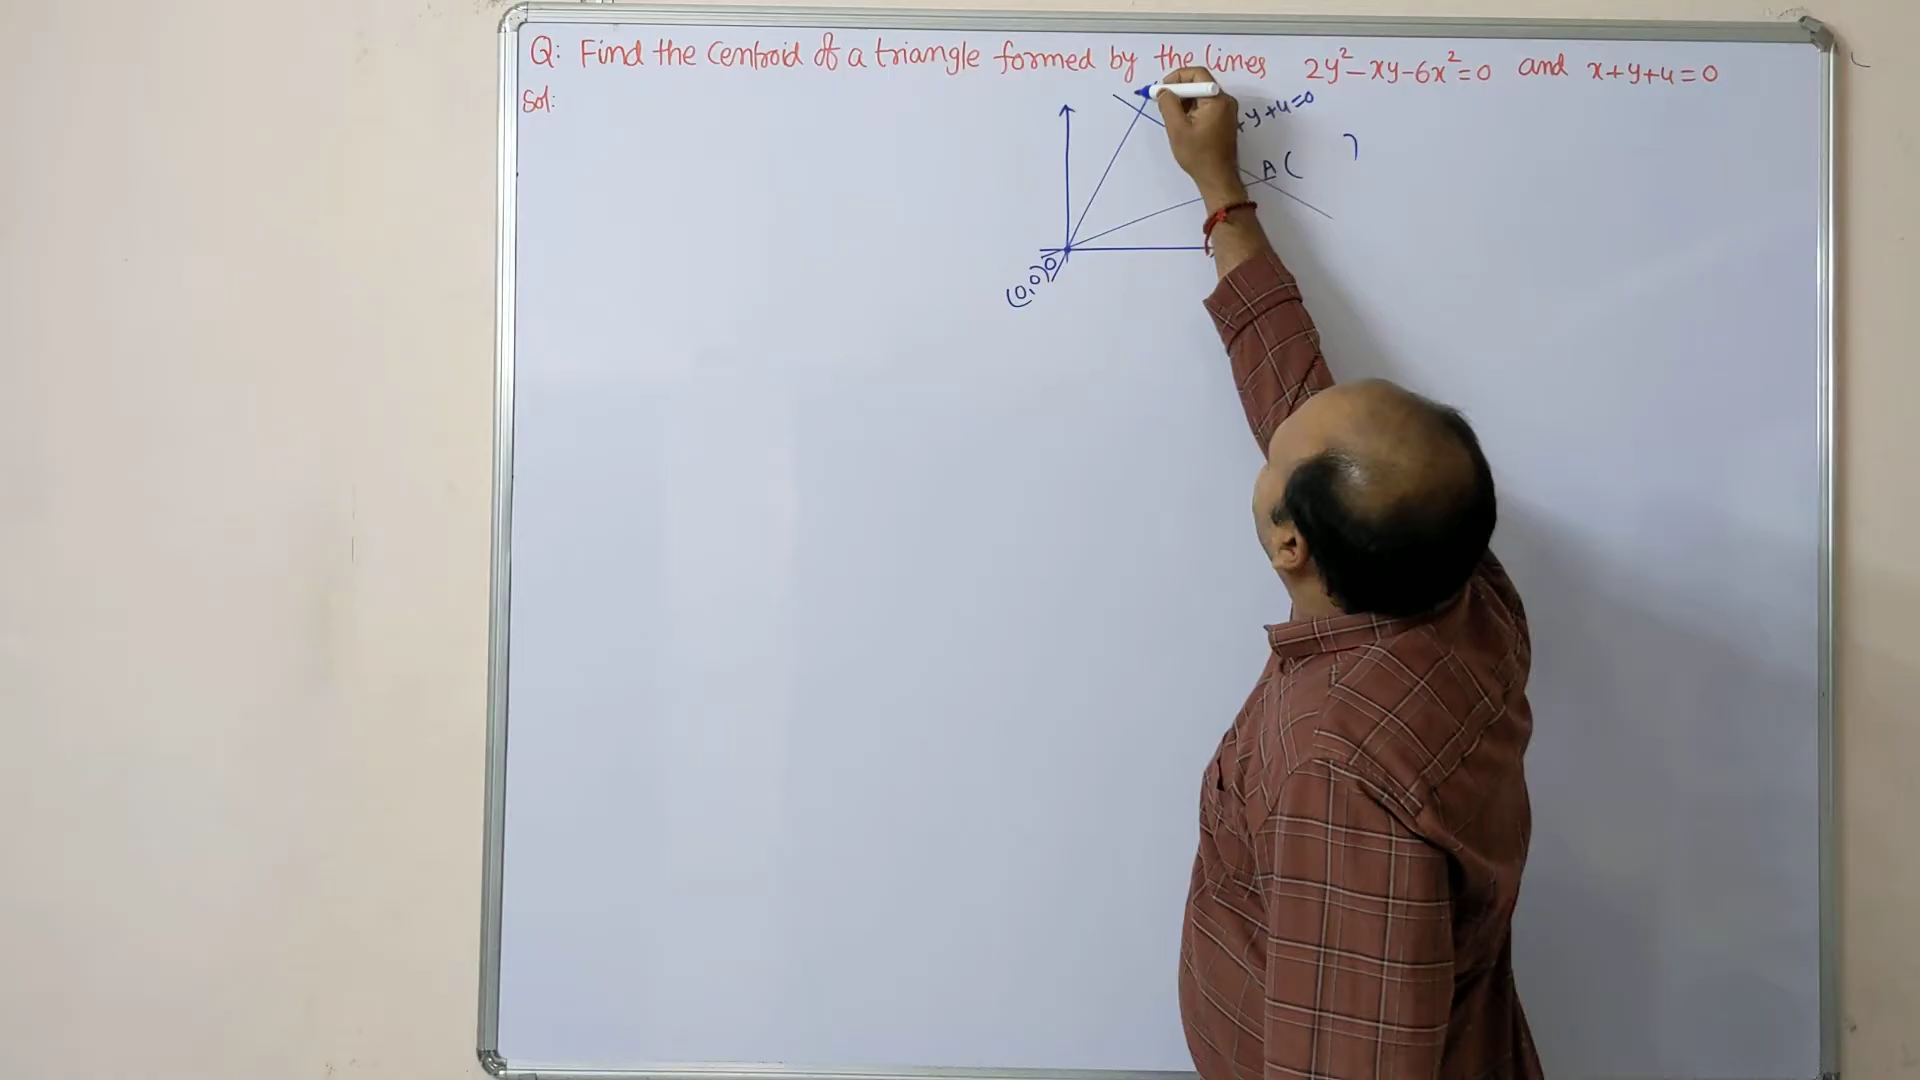 Q: Find the Centroid of a triangle formed by the lines 2y²-xy-6x²=0 and x+y+4=0
Sol:
+y+4=0
A (    )
O
(0,0)